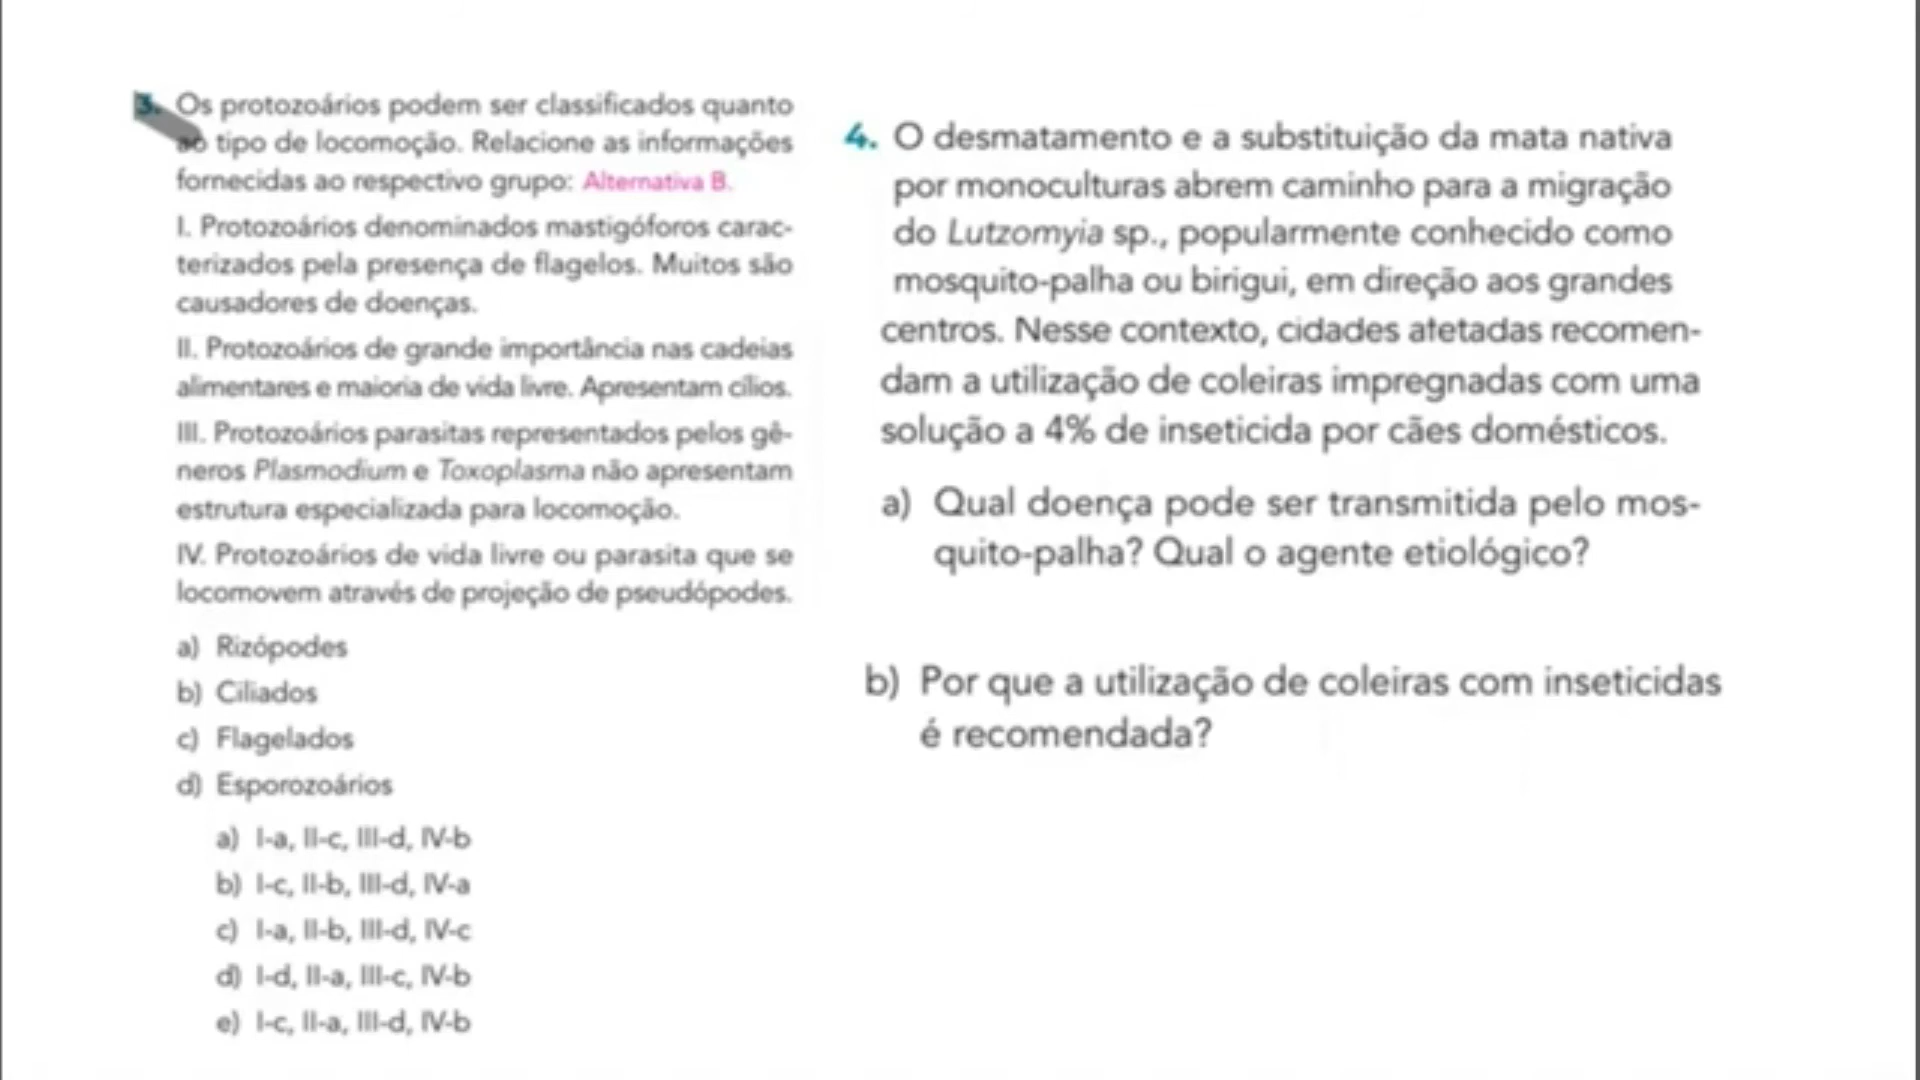 3. Os protozoários podem ser classificados quanto
ao tipo de locomoção. Relacione as informações
fornecidas ao respectivo grupo: Alternativa B.
I. Protozoários denominados mastigóforos carac-
terizados pela presença de flagelos. Muitos são
causadores de doenças.
II. Protozoários de grande importância nas cadeias
alimentares e maioria de vida livre. Apresentam cílios.
III. Protozoários parasitas representados pelos gê-
neros Plasmodium e Toxoplasma não apresentam
estrutura especializada para locomoção.
IV. Protozoários de vida livre ou parasita que se
locomovem através de projeção de pseudópodes.
a) Rizópodes
b) Ciliados
c) Flagelados
d) Esporozoários
a) I-a, II-c, III-d, IV-b
b) I-c, II-b, III-d, IV-a
c) I-a, II-b, III-d, IV-c
d) I-d, II-a, III-c, IV-b
e) I-c, II-a, III-d, IV-b
4. O desmatamento e a substituição da mata nativa
por monoculturas abrem caminho para a migração
do Lutzomyia sp., popularmente conhecido como
mosquito-palha ou birigui, em direção aos grandes
centros. Nesse contexto, cidades afetadas recomen-
dam a utilização de coleiras impregnadas com uma
solução a 4% de inseticida por cães domésticos.
a) Qual doença pode ser transmitida pelo mos-
quito-palha? Qual o agente etiológico?
b) Por que a utilização de coleiras com inseticidas
é recomendada?